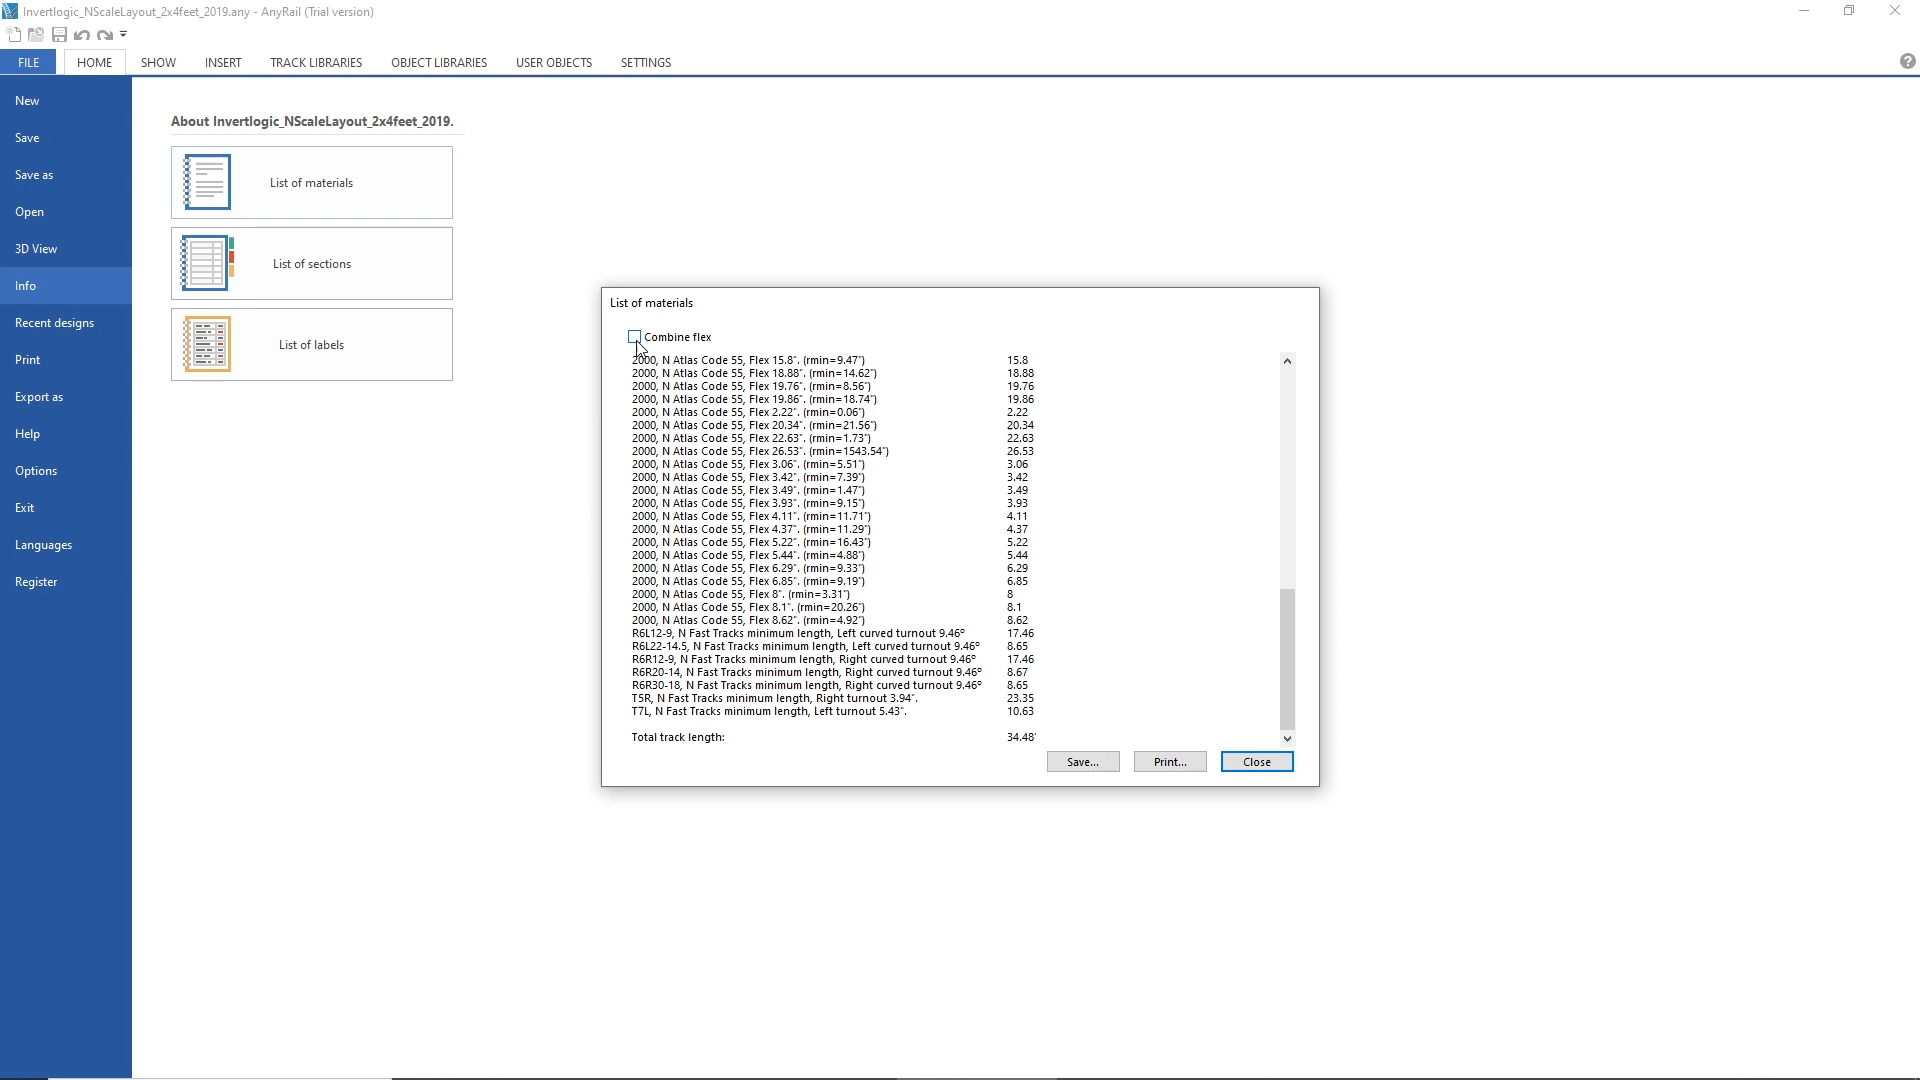 Invertlogic_NScaleLayout_2x4feet_2019.any - AnyRail (Trial version)
FILE HOME SHOW INSERT TRACK LIBRARIES OBJECT LIBRARIES USER OBJECTS SETTINGS
New
Save
Save as
Open
3D View
Info
Recent designs
Print
Export as
Help
Options
Exit
Languages
Register
About Invertlogic_NScaleLayout_2x4feet_2019.
List of materials
List of sections
List of labels
List of materials
Combine flex
2000, N Atlas Code 55, Flex 15.8". (rmin=9.47") 15.8
2000, N Atlas Code 55, Flex 18.88". (rmin=14.62") 18.88
2000, N Atlas Code 55, Flex 19.76". (rmin=8.56") 19.76
2000, N Atlas Code 55, Flex 19.86". (rmin=18.74") 19.86
2000, N Atlas Code 55, Flex 2.22". (rmin=0.06") 2.22
2000, N Atlas Code 55, Flex 20.34". (rmin=21.56") 20.34
2000, N Atlas Code 55, Flex 22.63". (rmin=1.73") 22.63
2000, N Atlas Code 55, Flex 26.53". (rmin=1543.54") 26.53
2000, N Atlas Code 55, Flex 3.06". (rmin=5.51") 3.06
2000, N Atlas Code 55, Flex 3.42". (rmin=7.39") 3.42
2000, N Atlas Code 55, Flex 3.49". (rmin=1.47") 3.49
2000, N Atlas Code 55, Flex 3.93". (rmin=9.15") 3.93
2000, N Atlas Code 55, Flex 4.11". (rmin=11.71") 4.11
2000, N Atlas Code 55, Flex 4.37". (rmin=11.29") 4.37
2000, N Atlas Code 55, Flex 5.22". (rmin=16.43") 5.22
2000, N Atlas Code 55, Flex 5.44". (rmin=4.88") 5.44
2000, N Atlas Code 55, Flex 6.29". (rmin=9.33") 6.29
2000, N Atlas Code 55, Flex 6.85". (rmin=9.19") 6.85
2000, N Atlas Code 55, Flex 8". (rmin=3.31") 8
2000, N Atlas Code 55, Flex 8.1". (rmin=20.26") 8.1
2000, N Atlas Code 55, Flex 8.62". (rmin=4.92") 8.62
R6L12-9, N Fast Tracks minimum length, Left curved turnout 9.46° 17.46
R6L22-14.5, N Fast Tracks minimum length, Left curved turnout 9.46° 8.65
R6R12-9, N Fast Tracks minimum length, Right curved turnout 9.46° 17.46
R6R20-14, N Fast Tracks minimum length, Right curved turnout 9.46° 8.67
R6R30-18, N Fast Tracks minimum length, Right curved turnout 9.46° 8.65
T5R, N Fast Tracks minimum length, Right turnout 3.94". 23.35
T7L, N Fast Tracks minimum length, Left turnout 5.43". 10.63
Total track length: 34.48'
Save... Print... Close